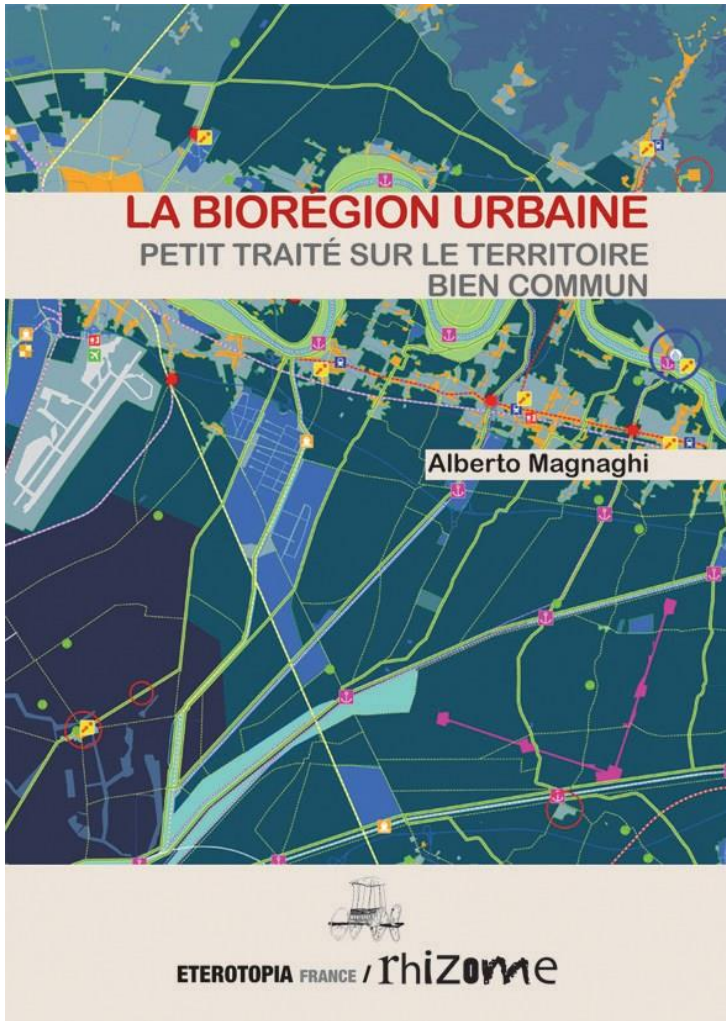 LA BIORÉGION URBAINE
PETIT TRAITÉ SUR LE TERRITOIRE
BIEN COMMUN
Alberto Magnaghi
ETEROTOPIA FRANCE / rhizome